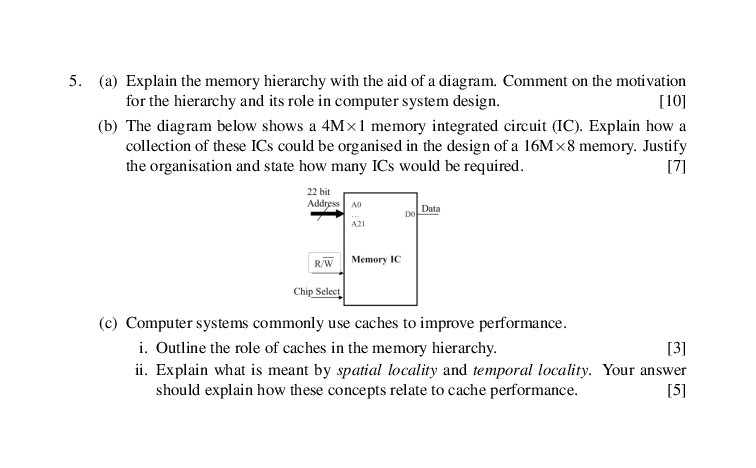 5. (a) Explain the memory hierarchy with the aid of a diagram. Comment on the motivation
for the hierarchy and its role in computer system design. [10]
(b) The diagram below shows a 4M×1 memory integrated circuit (IC). Explain how a
collection of these ICs could be organised in the design of a 16M×8 memory. Justify
the organisation and state how many ICs would be required. [7]
22 bit
Address
A0
...
A21
D0
Data
R/W̅
Memory IC
Chip Select
(c) Computer systems commonly use caches to improve performance.
i. Outline the role of caches in the memory hierarchy. [3]
ii. Explain what is meant by spatial locality and temporal locality. Your answer
should explain how these concepts relate to cache performance. [5]